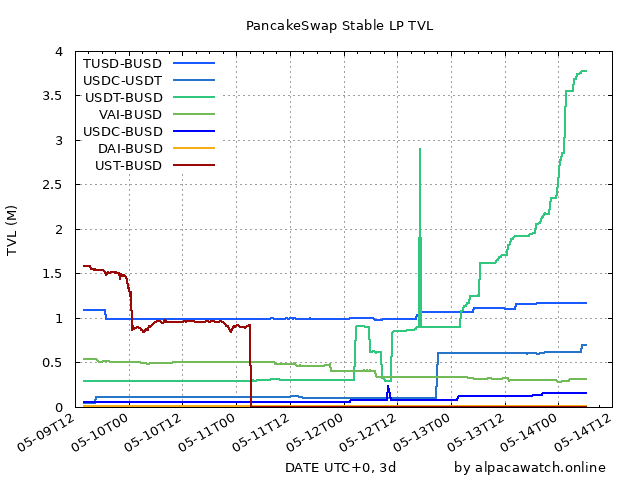 PancakeSwap Stable LP TVL
TVL (M)
4
3.5
3
2.5
2
1.5
1
0.5
0
TUSD-BUSD
USDC-USDT
USDT-BUSD
VAI-BUSD
USDC-BUSD
DAI-BUSD
UST-BUSD
05-09T12
05-10T00
05-10T12
05-11T00
05-11T12
05-12T00
05-12T12
05-13T00
05-13T12
05-14T00
05-14T12
DATE UTC+0, 3d
by alpacawatch.online